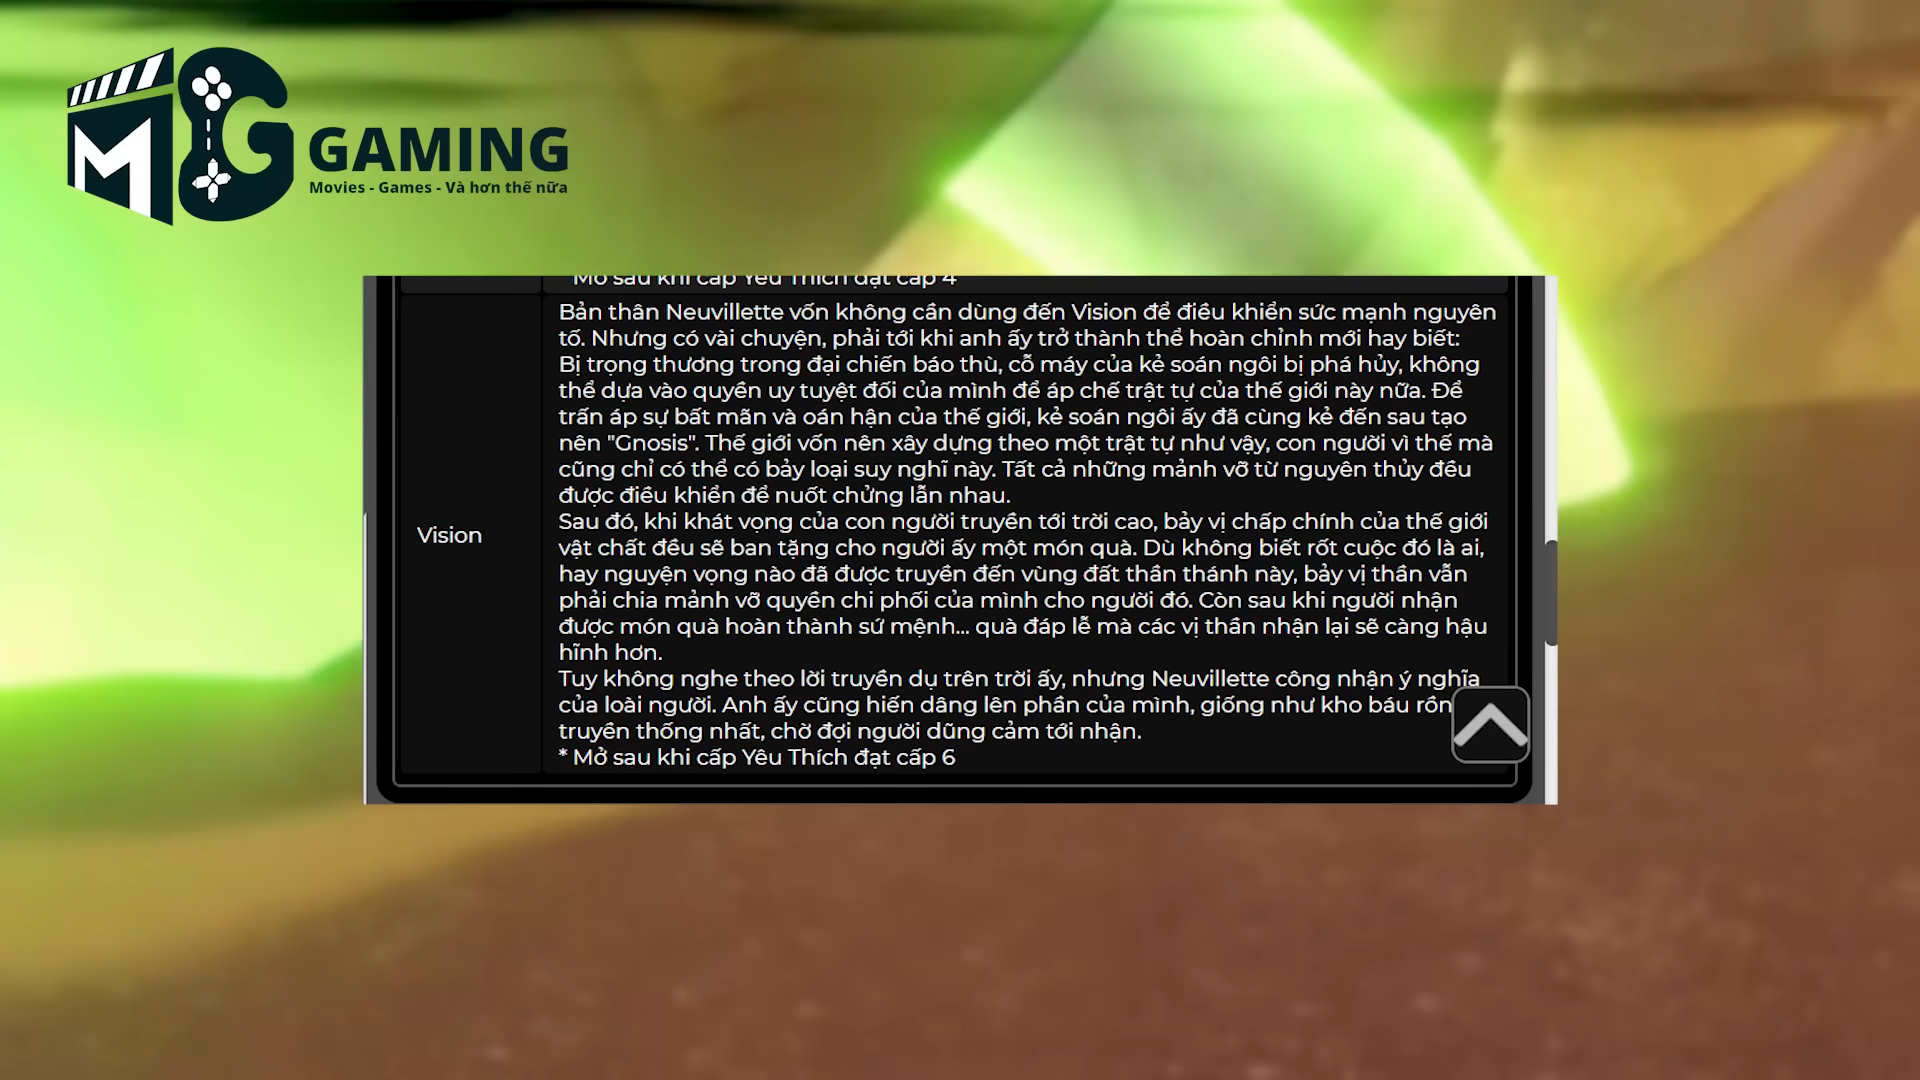 M G GAMING
Movies - Games - Và hơn thế nữa
Mở sau khi cấp Yêu Thích đạt cấp 4
Vision
Bản thân Neuvillette vốn không cần dùng đến Vision để điều khiển sức mạnh nguyên
tố. Nhưng có vài chuyện, phải tới khi anh ấy trở thành thể hoàn chỉnh mới hay biết:
Bị trọng thương trong đại chiến báo thù, cỗ máy của kẻ soán ngôi bị phá hủy, không
thể dựa vào quyền uy tuyệt đối của mình để áp chế trật tự của thế giới này nữa. Để
trấn áp sự bất mãn và oán hận của thế giới, kẻ soán ngôi ấy đã cùng kẻ đến sau tạo
nên "Gnosis". Thế giới vốn nên xây dựng theo một trật tự như vậy, con người vì thế mà
cũng chỉ có thể có bảy loại suy nghĩ này. Tất cả những mảnh vỡ từ nguyên thủy đều
được điều khiển để nuốt chửng lẫn nhau.
Sau đó, khi khát vọng của con người truyền tới trời cao, bảy vị chấp chính của thế giới
vật chất đều sẽ ban tặng cho người ấy một món quà. Dù không biết rốt cuộc đó là ai,
hay nguyện vọng nào đã được truyền đến vùng đất thần thánh này, bảy vị thần vẫn
phải chia mảnh vỡ quyền chi phối của mình cho người đó. Còn sau khi người nhận
được món quà hoàn thành sứ mệnh... quà đáp lễ mà các vị thần nhận lại sẽ càng hậu
hĩnh hơn.
Tuy không nghe theo lời truyền dụ trên trời ấy, nhưng Neuvillette công nhận ý nghĩa
của loài người. Anh ấy cũng hiến dâng lên phần của mình, giống như kho báu rồn
truyền thống nhất, chờ đợi người dũng cảm tới nhận.
* Mở sau khi cấp Yêu Thích đạt cấp 6